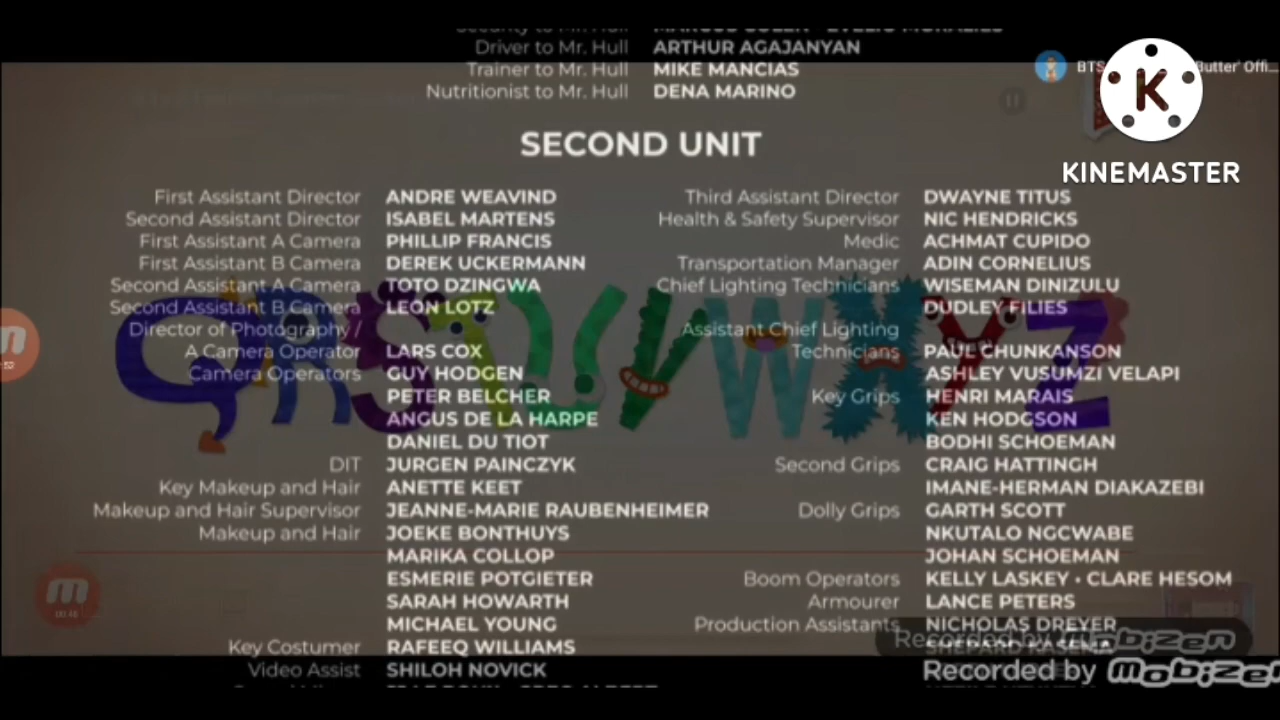 Driver to Mr. Hull ARTHUR AGAJANYAN
Trainer to Mr. Hull MIKE MANCIAS
Nutritionist to Mr. Hull DENA MARINO
BTS Butter' Offi...
K
KINEMASTER
SECOND UNIT
First Assistant Director ANDRE WEAVIND
Second Assistant Director ISABEL MARTENS
First Assistant A Camera PHILLIP FRANCIS
First Assistant B Camera DEREK UCKERMANN
Second Assistant A Camera TOTO DZINGWA
Second Assistant B Camera LEON LOTZ
Director of Photography /
A Camera Operator LARS COX
Camera Operators GUY HODGEN
PETER BELCHER
ANGUS DE LA HARPE
DANIEL DU TIOT
DIT JURGEN PAINCZYK
Key Makeup and Hair ANETTE KEET
Makeup and Hair Supervisor JEANNE-MARIE RAUBENHEIMER
Makeup and Hair JOEKE BONTHUYS
MARIKA COLLOP
ESMERIE POTGIETER
SARAH HOWARTH
MICHAEL YOUNG
Key Costumer RAFEEQ WILLIAMS
Video Assist SHILOH NOVICK
Third Assistant Director DWAYNE TITUS
Health & Safety Supervisor NIC HENDRICKS
Medic ACHMAT CUPIDO
Transportation Manager ADIN CORNELIUS
Chief Lighting Technicians WISEMAN DINIZULU
DUDLEY FILIES
Assistant Chief Lighting
Technicians PAUL CHUNKANSON
ASHLEY VUSUMZI VELAPI
Key Grips HENRI MARAIS
KEN HODGSON
BODHI SCHOEMAN
Second Grips CRAIG HATTINGH
IMANE-HERMAN DIAKAZEBI
Dolly Grips GARTH SCOTT
NKUTALO NGCWABE
JOHAN SCHOEMAN
Boom Operators KELLY LASKEY • CLARE HESOM
Armourer LANCE PETERS
Production Assistants NICHOLAS DREYER
QRSTUVWXYZ
Recorded by mobizen
Recorded by mobizen